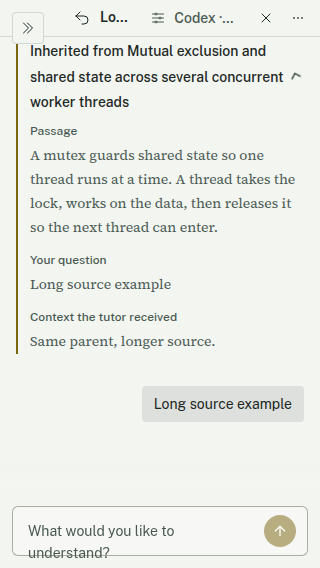 Lo... Codex ·...
Inherited from Mutual exclusion and
shared state across several concurrent
worker threads
Passage
A mutex guards shared state so one
thread runs at a time. A thread takes the
lock, works on the data, then releases it
so the next thread can enter.
Your question
Long source example
Context the tutor received
Same parent, longer source.
Long source example
What would you like to
understand?